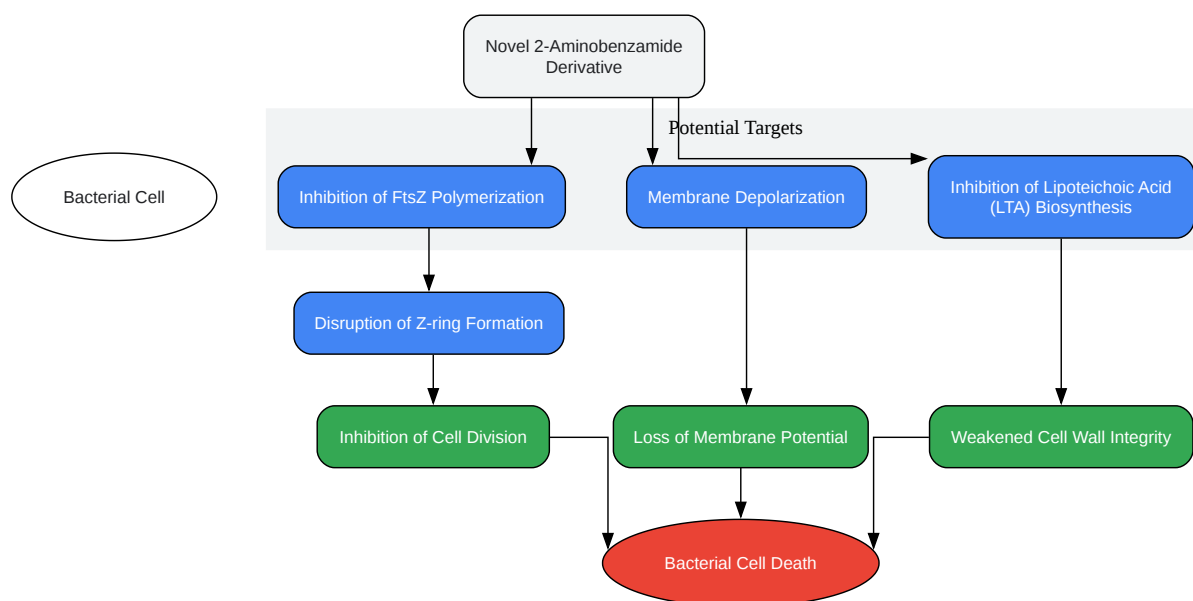 Novel 2-Aminobenzamide
Derivative
Potential Targets
Bacterial Cell
Inhibition of FtsZ Polymerization
Membrane Depolarization
Inhibition of Lipoteichoic Acid
(LTA) Biosynthesis
Disruption of Z-ring Formation
Inhibition of Cell Division
Loss of Membrane Potential
Weakened Cell Wall Integrity
Bacterial Cell Death